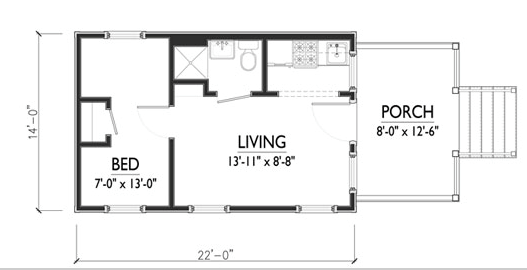 14'-0"
PORCH
8'-0" x 12'-6"
LIVING
13'-11" x 8'-8"
BED
7'-0" x 13'-0"
22'-0"